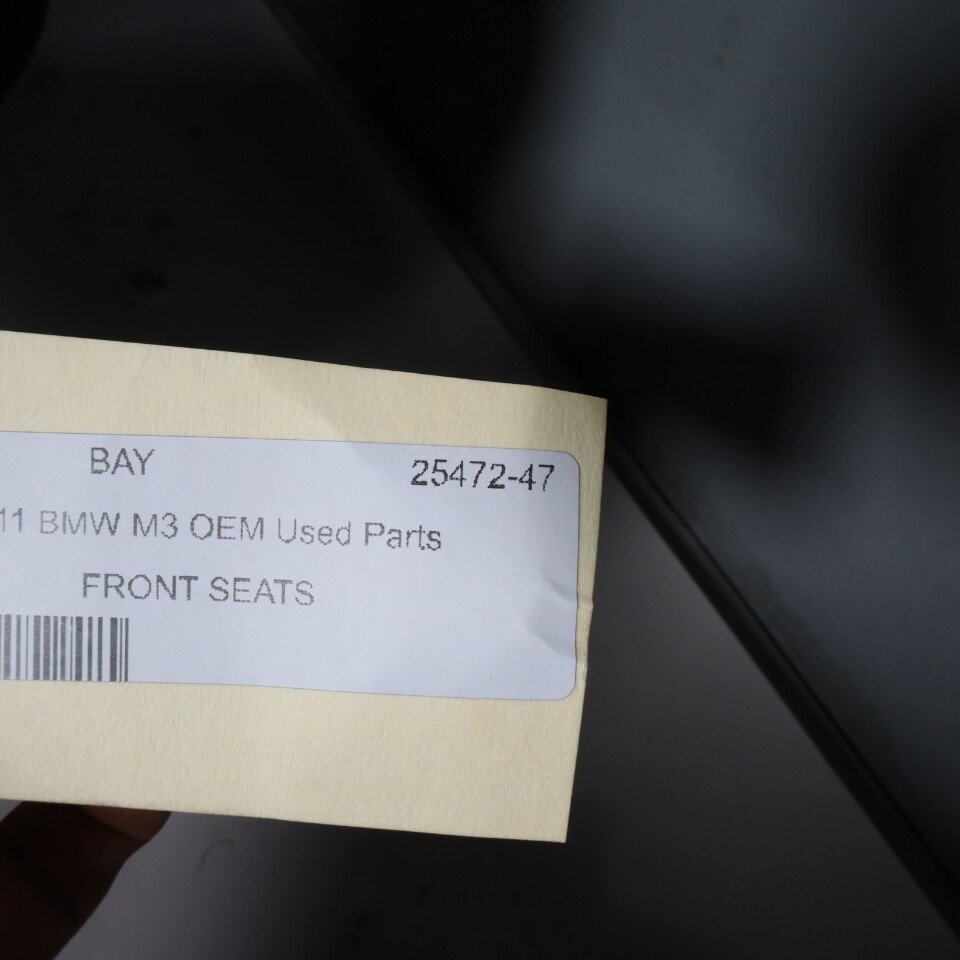 BAY 25472-47
11 BMW M3 OEM Used Parts
FRONT SEATS